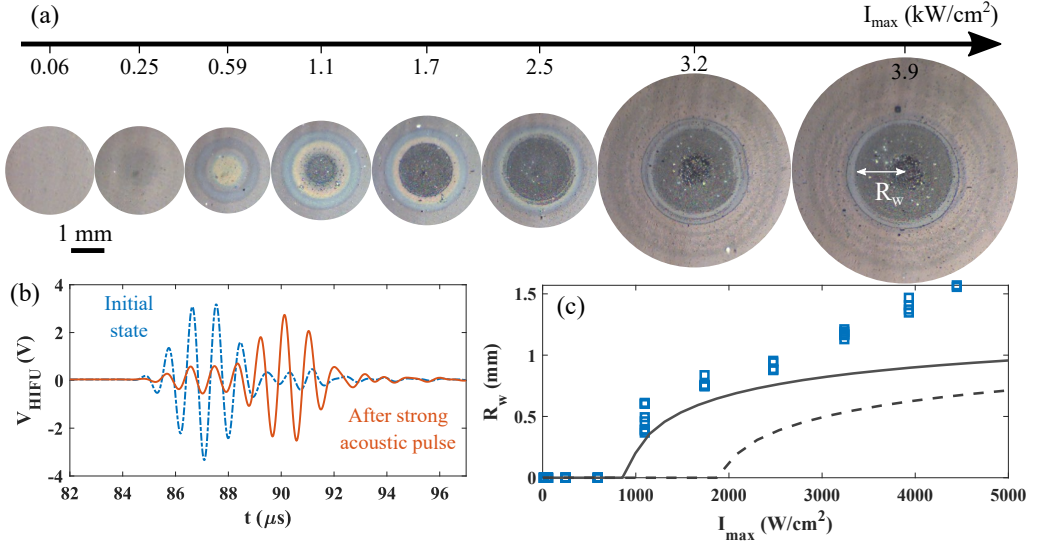 (a)
I_max (kW/cm²)
0.06 0.25 0.59 1.1 1.7 2.5 3.2 3.9
R_w
1 mm
(b)
Initial
state
After strong
acoustic pulse
V_HIFU (V)
4
2
0
-2
-4
82 84 86 88 90 92 94 96
t (μs)
(c)
R_w (mm)
1.5
1
0.5
0
0 1000 2000 3000 4000 5000
I_max (W/cm²)